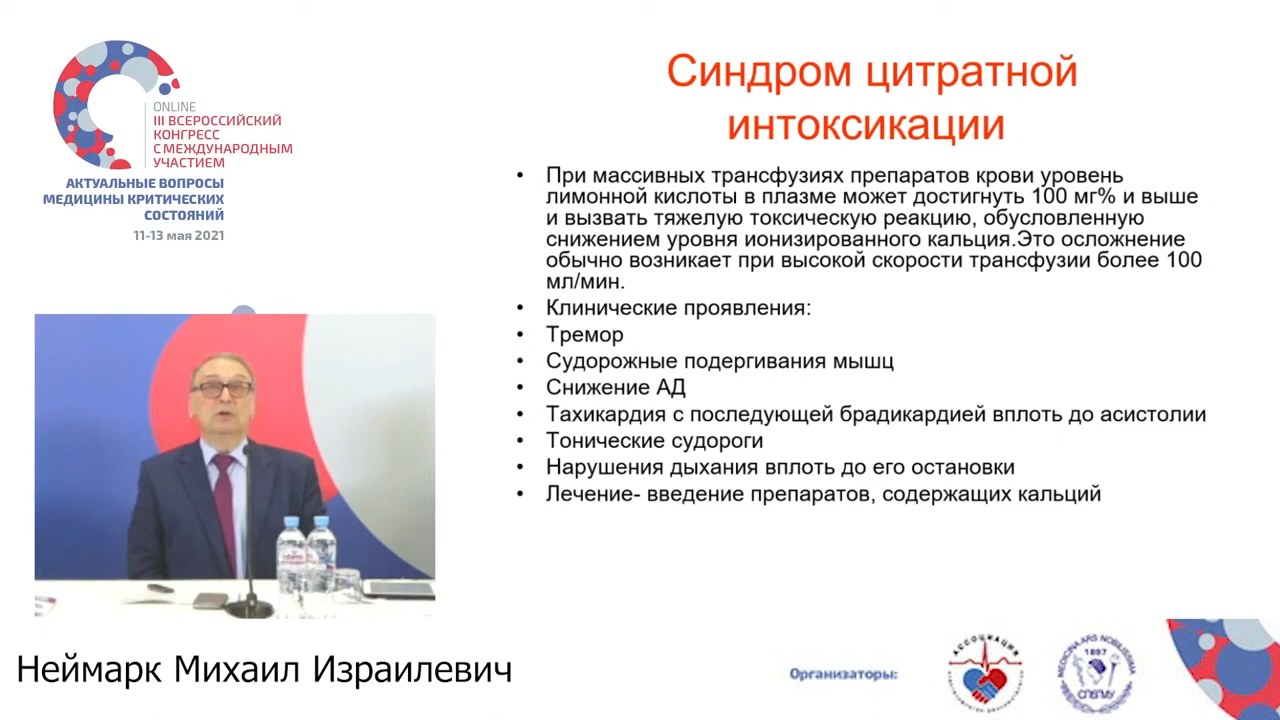 ONLINE
III ВСЕРОССИЙСКИЙ
КОНГРЕСС
С МЕЖДУНАРОДНЫМ
УЧАСТИЕМ
АКТУАЛЬНЫЕ ВОПРОСЫ
МЕДИЦИНЫ КРИТИЧЕСКИХ
СОСТОЯНИЙ
11-13 мая 2021
Синдром цитратной
интоксикации
• При массивных трансфузиях препаратов крови уровень
лимонной кислоты в плазме может достигнуть 100 мг% и выше
и вызвать тяжелую токсическую реакцию, обусловленную
снижением уровня ионизированного кальция.Это осложнение
обычно возникает при высокой скорости трансфузии более 100
мл/мин.
• Клинические проявления:
• Тремор
• Судорожные подергивания мышц
• Снижение АД
• Тахикардия с последующей брадикардией вплоть до асистолии
• Тонические судороги
• Нарушения дыхания вплоть до его остановки
• Лечение- введение препаратов, содержащих кальций
Неймарк Михаил Израилевич
Организаторы:
АССОЦИАЦИЯ
MEDICINA ARS NOBILISSIMA
1897
СПбГМУ